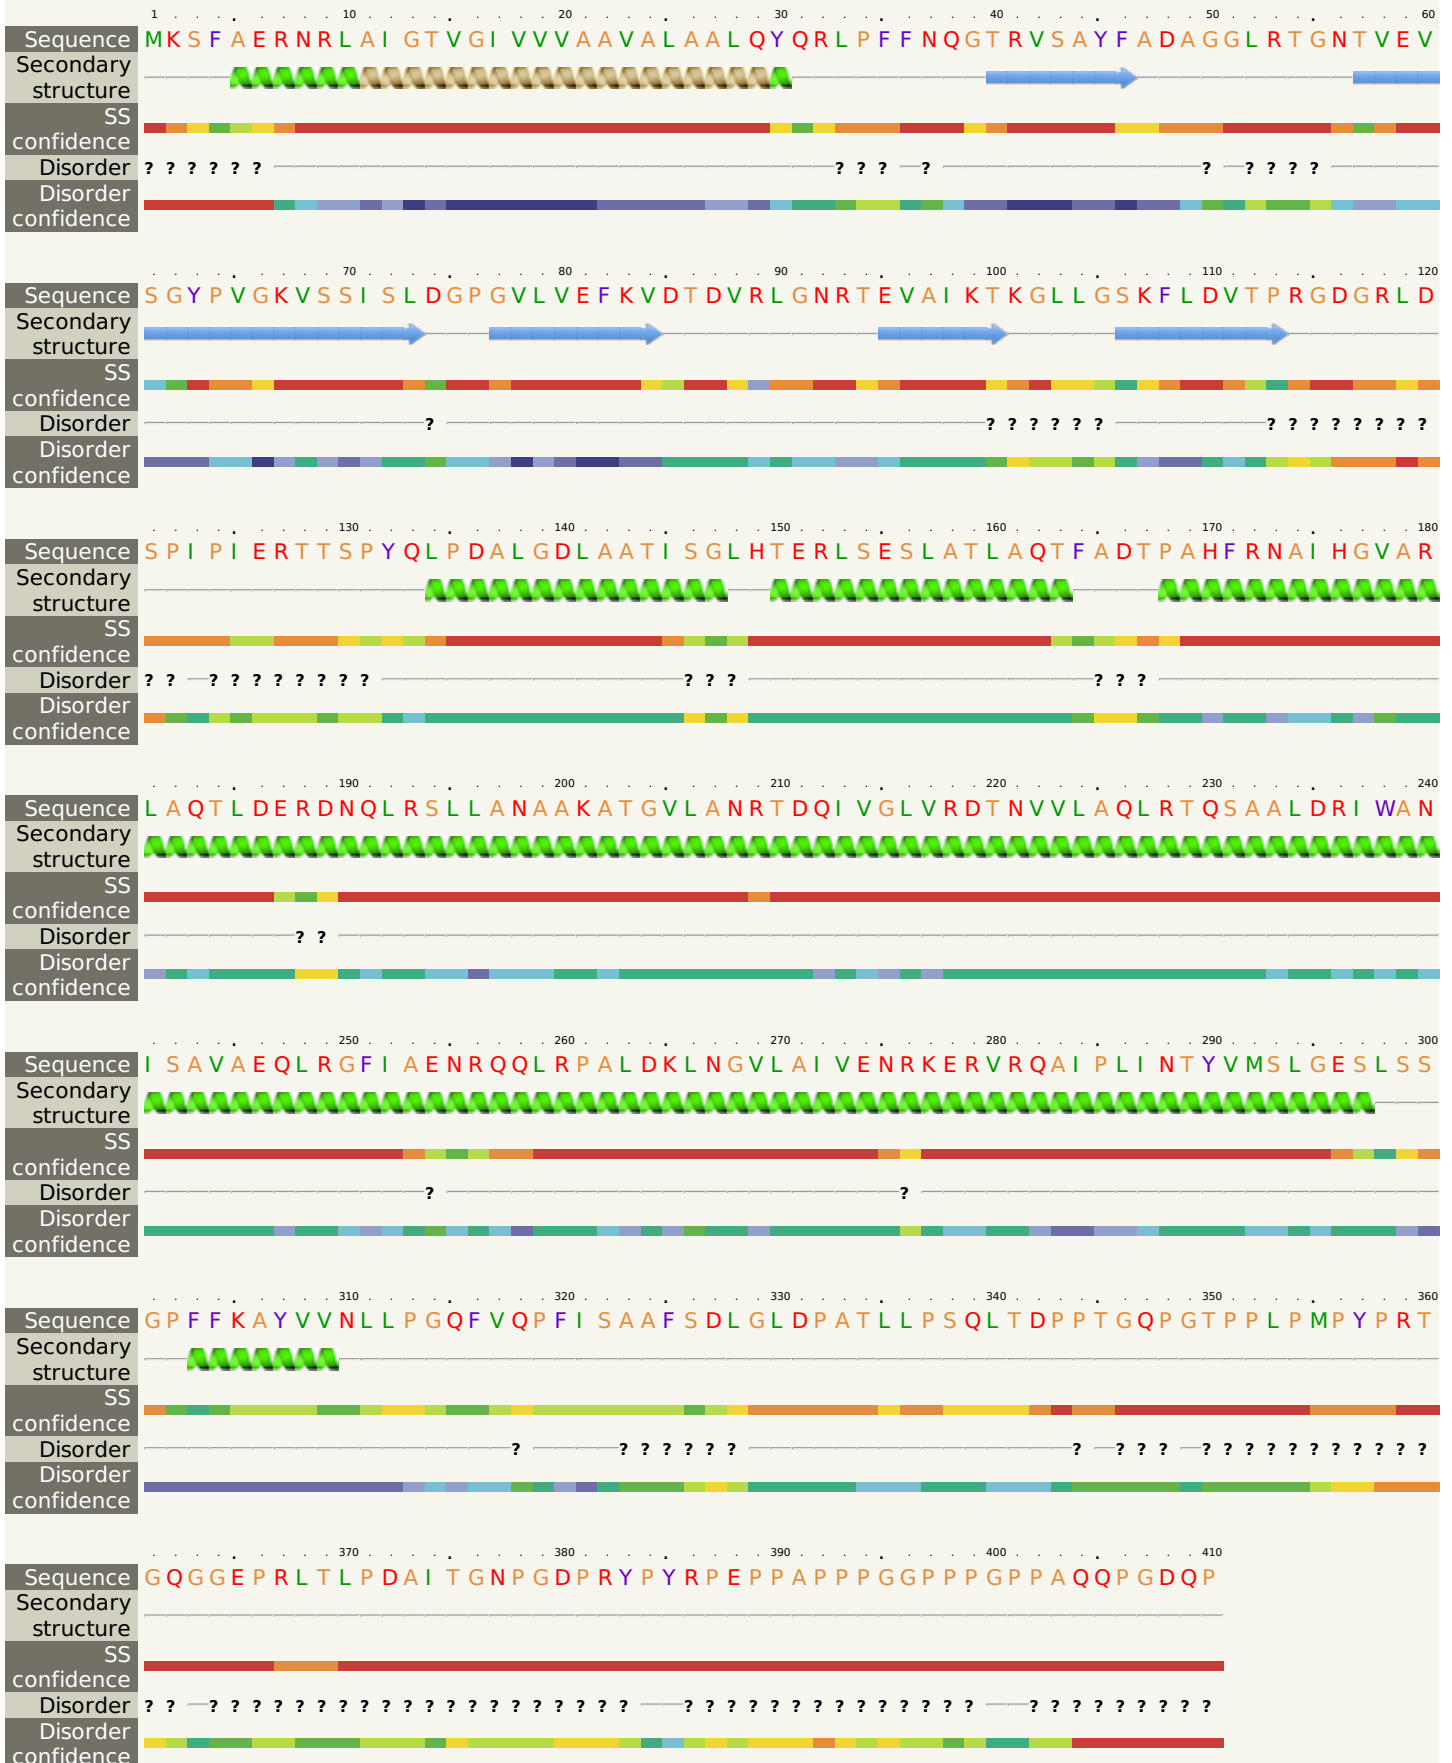 1 10 20 30 40 50 60
Sequence MKSFAERNRLAIGTVGIVVVAAVALAALQYQRLPFFNQGTRVSAYFADAGGLRTGNTVEV
Secondary
structure
SS
confidence
Disorder ?????? ??? ? ? ????
Disorder
confidence
70 80 90 100 110 120
Sequence SGYPVGKVSSISLDGPGVLVEFKVDTDVRLGNRTEVAIKTKGLLGSKFLDVTPRGDGRLD
Secondary
structure
SS
confidence
Disorder ? ?????? ????????
Disorder
confidence
130 140 150 160 170 180
Sequence SPIPIERTTSPYQLPDALGDLAATISGLHTERLSESLATLAQTFADTPAHFRNAIHGVAR
Secondary
structure
SS
confidence
Disorder ?? ???????? ??? ???
Disorder
confidence
190 200 210 220 230 240
Sequence LAQTLDERDNQLRSLLANAAKATGVLANRTDQIVGLVRDTNVVLAQLRTQSAALDRIWAN
Secondary
structure
SS
confidence
Disorder ??
Disorder
confidence
250 260 270 280 290 300
Sequence ISAVAEQLRGFIAENRQQLRPALDKLNGVLAIVENRKERVRQAIPLINTYVMSLGESLSS
Secondary
structure
SS
confidence
Disorder ? ?
Disorder
confidence
310 320 330 340 350 360
Sequence GPFFKAYVVNLLPGQFVQPFISAAFSDLGLDPATLLPSQLTDPPTGQPGTPPLPMPYPRT
Secondary
structure
SS
confidence
Disorder ? ?????? ? ??? ???????????
Disorder
confidence
370 380 390 400 410
Sequence GQGGEPRLTLPDAITGNPGDPRYPYRPEPPAPPPGGPPPGPPAQQPGDQP
Secondary
structure
SS
confidence
Disorder ?? ???????????????????? ?????????????? ?????????
Disorder
confidence